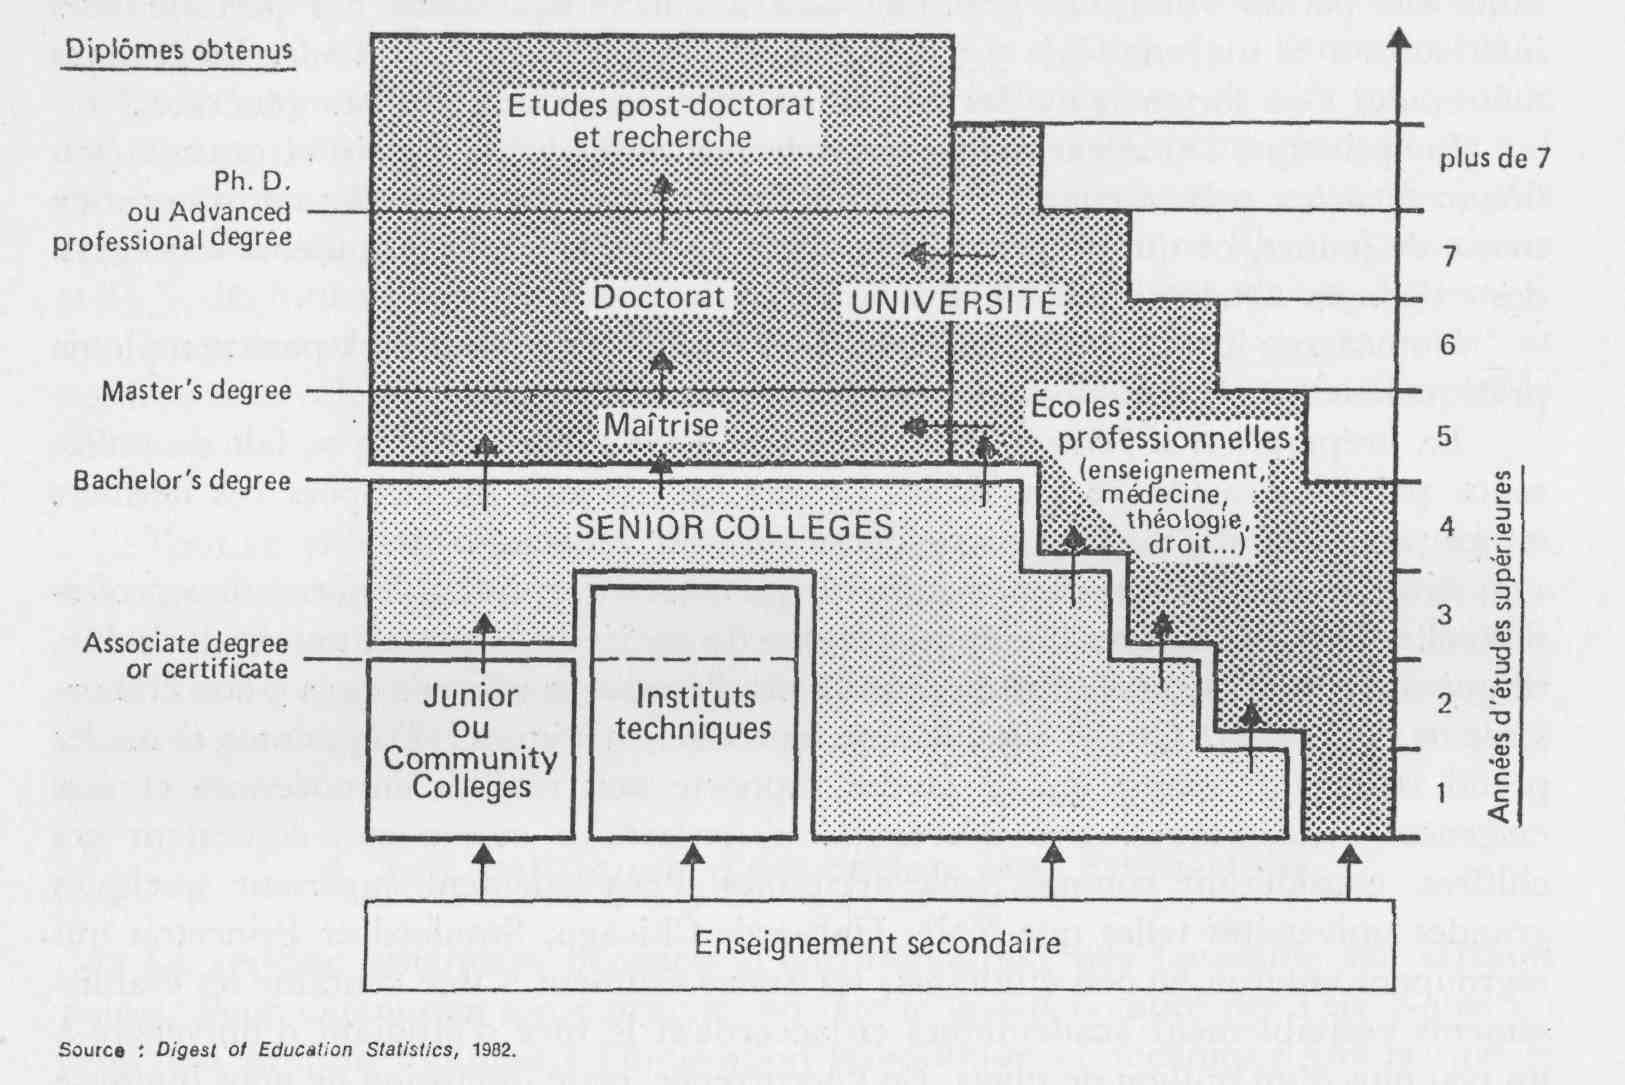 Diplômes obtenus
Etudes post-doctorat
et recherche
plus de 7
Ph. D.
ou Advanced
professional degree
7
Doctorat
UNIVERSITÉ
6
Master's degree
Maîtrise
Écoles
professionnelles
(enseignement,
médecine,
théologie,
droit...)
5
Bachelor's degree
SENIOR COLLEGES
4
Années d'études supérieures
3
Associate degree
or certificate
Junior
ou
Community
Colleges
Instituts
techniques
2
1
Enseignement secondaire
Source : Digest of Education Statistics, 1982.